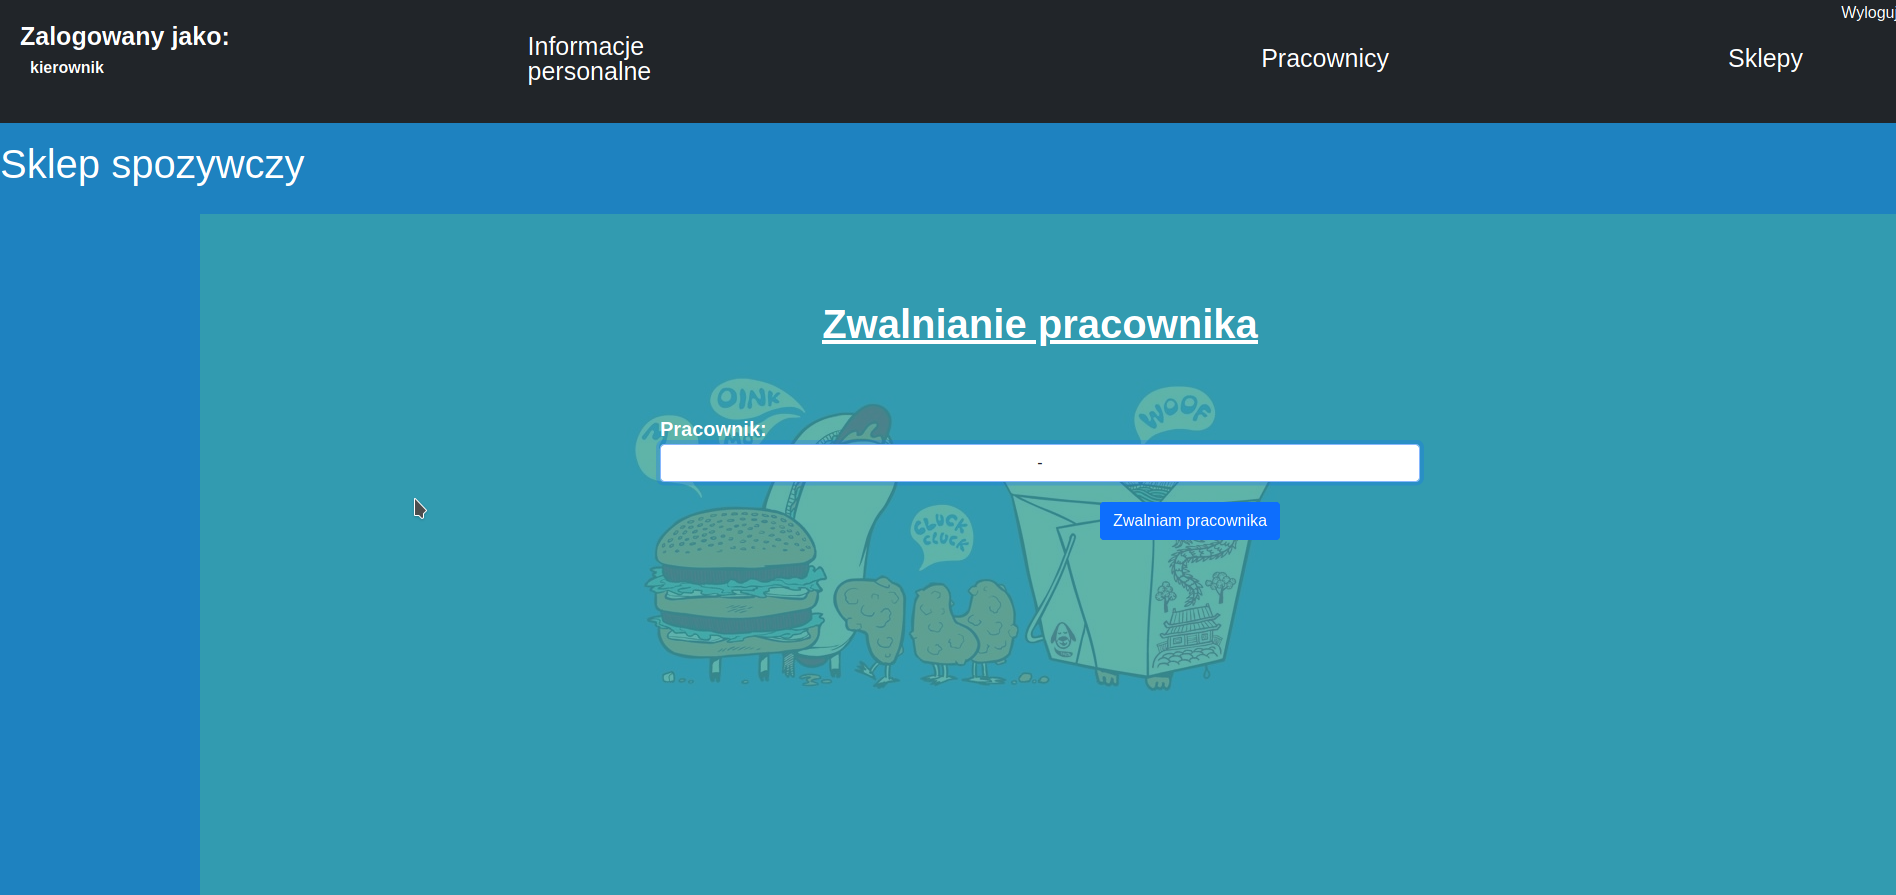 Wyloguj
Zalogowany jako:
kierownik
Informacje
personalne
Pracownicy
Sklepy
Sklep spozywczy
Zwalnianie pracownika
OINK
WOOF
Pracownik:
-
Zwalniam pracownika
CLUCK
CLUCK